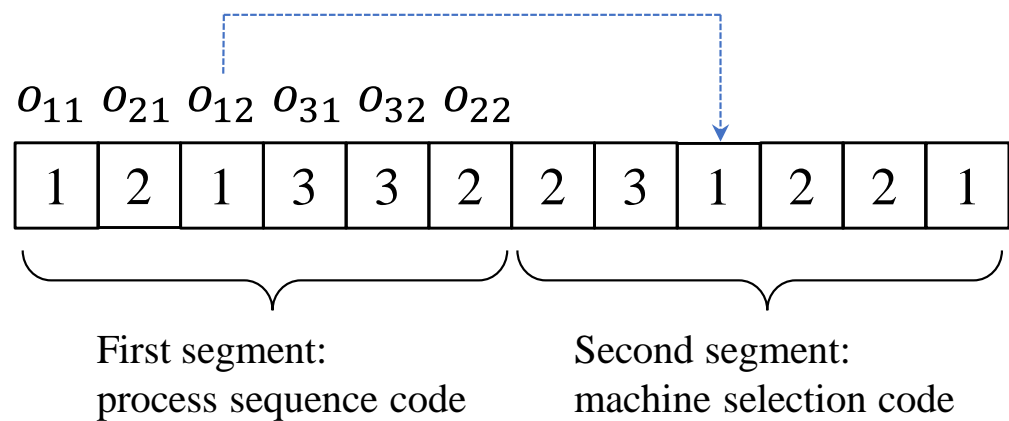 o₁₁ o₂₁ o₁₂ o₃₁ o₃₂ o₂₂
1 2 1 3 3 2 2 3 1 2 2 1
First segment:
process sequence code
Second segment:
machine selection code